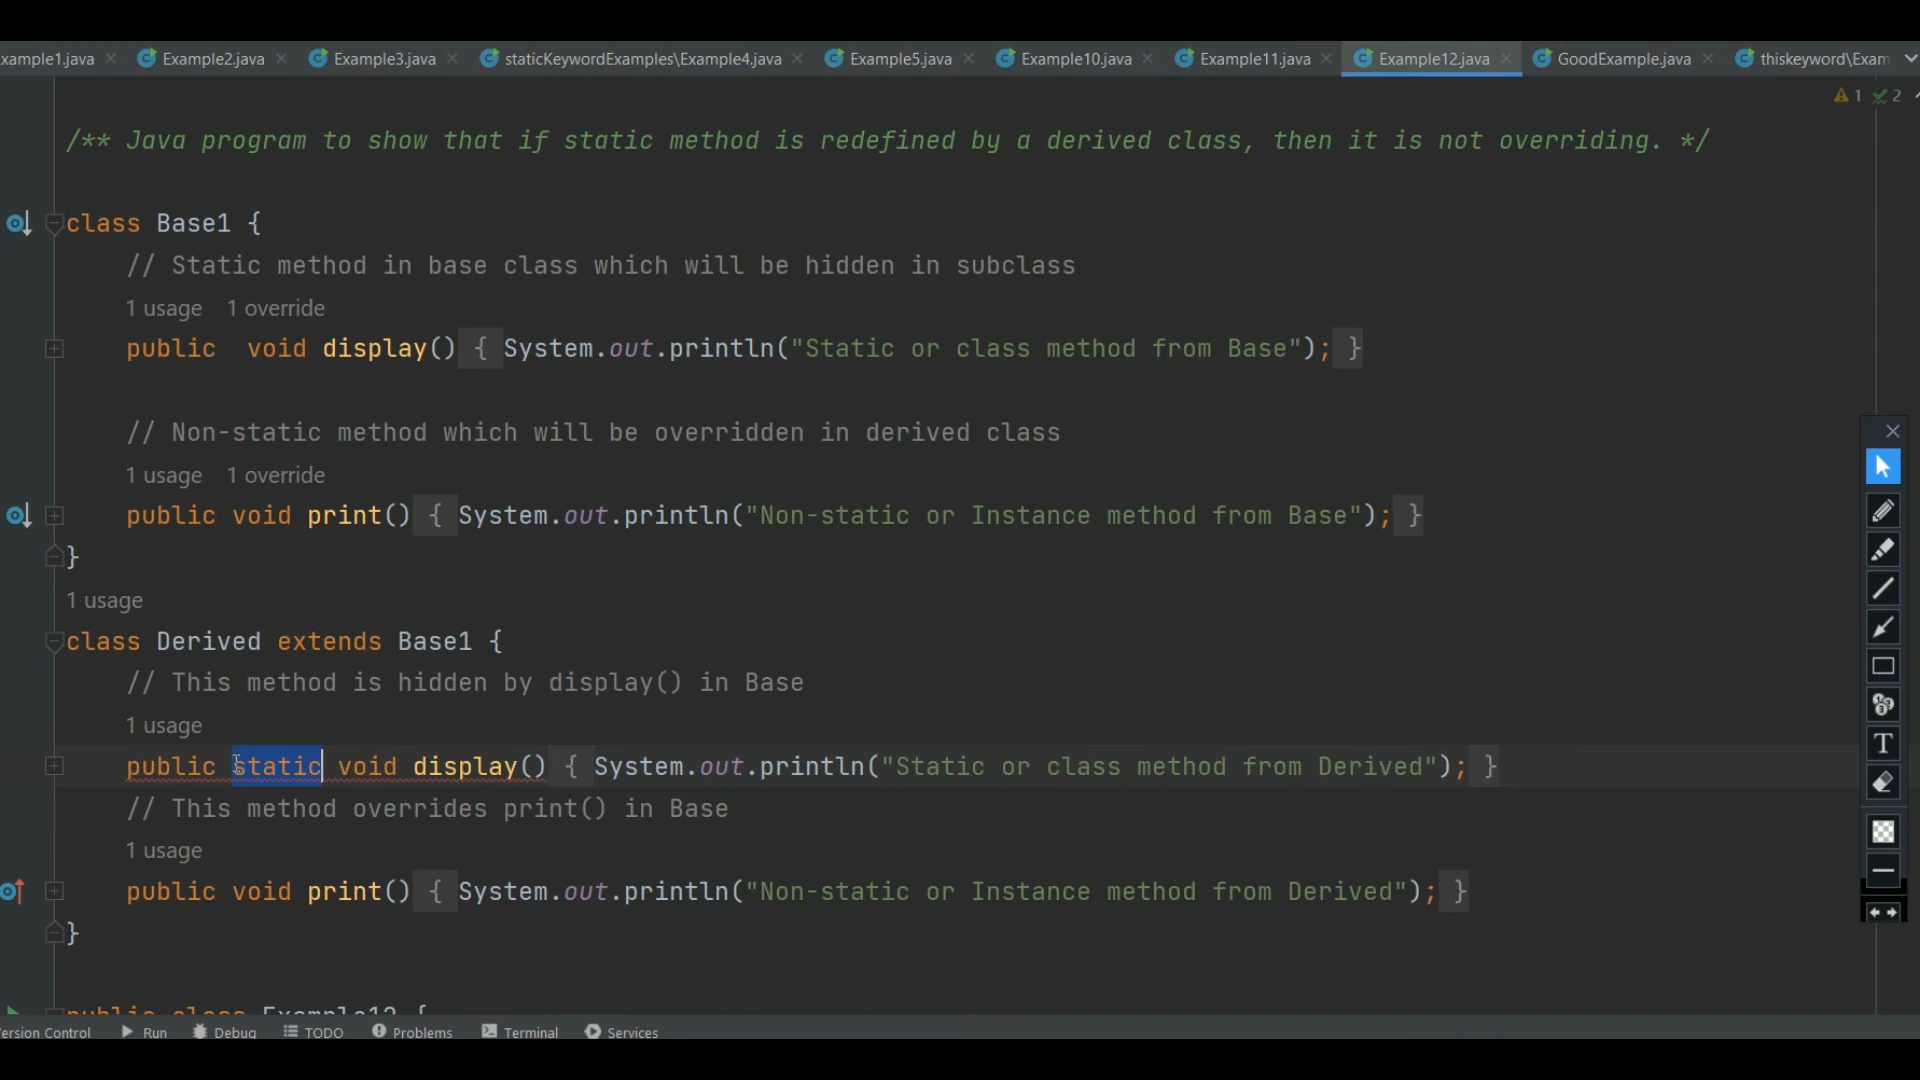 xample1.java Example2.java Example3.java staticKeywordExamples\Example4.java Example5.java Example10.java Example11.java Example12.java GoodExample.java thiskeyword\Exam
1 2
/** Java program to show that if static method is redefined by a derived class, then it is not overriding. */
class Base1 {
// Static method in base class which will be hidden in subclass
1 usage 1 override
public void display() { System.out.println("Static or class method from Base"); }
// Non-static method which will be overridden in derived class
1 usage 1 override
public void print() { System.out.println("Non-static or Instance method from Base"); }
}
1 usage
class Derived extends Base1 {
// This method is hidden by display() in Base
1 usage
public static void display() { System.out.println("Static or class method from Derived"); }
// This method overrides print() in Base
1 usage
public void print() { System.out.println("Non-static or Instance method from Derived"); }
}
public class Example12 {
ersion Control Run Debug TODO Problems Terminal Services